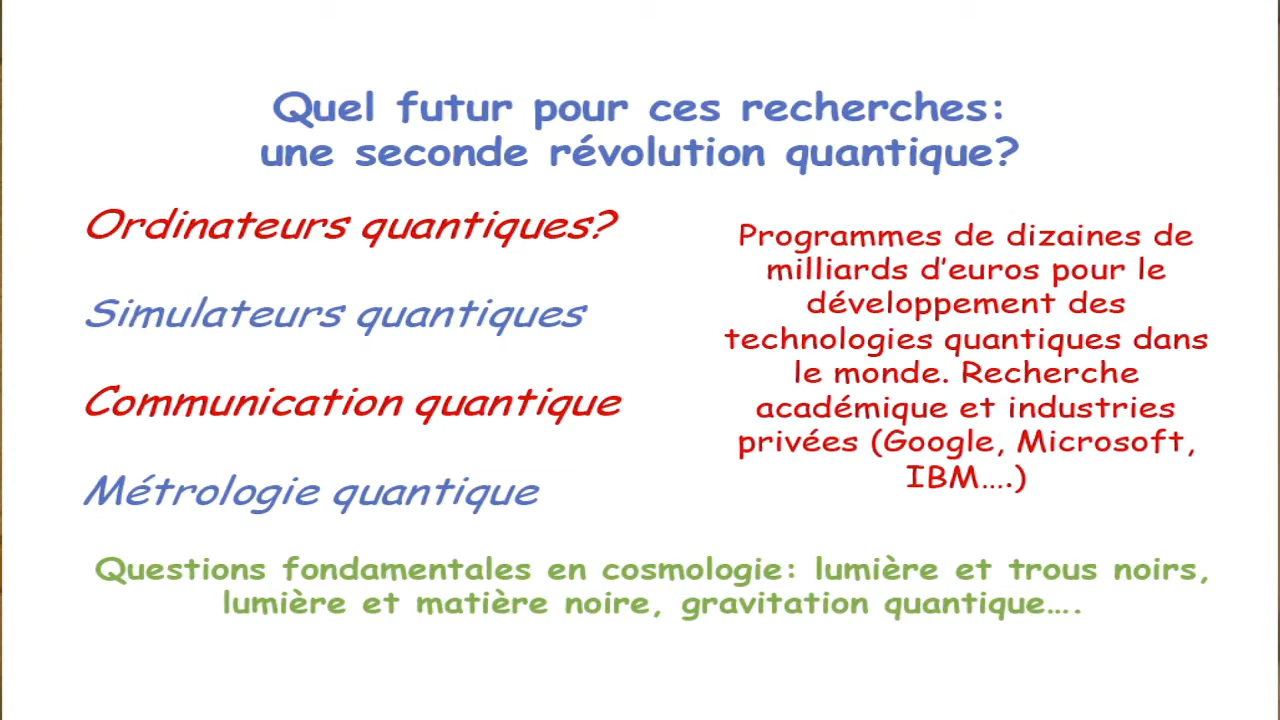 Quel futur pour ces recherches:
une seconde révolution quantique?
Ordinateurs quantiques?
Simulateurs quantiques
Communication quantique
Métrologie quantique
Programmes de dizaines de
milliards d’euros pour le
développement des
technologies quantiques dans
le monde. Recherche
académique et industries
privées (Google, Microsoft,
IBM….)
Questions fondamentales en cosmologie: lumière et trous noirs,
lumière et matière noire, gravitation quantique….